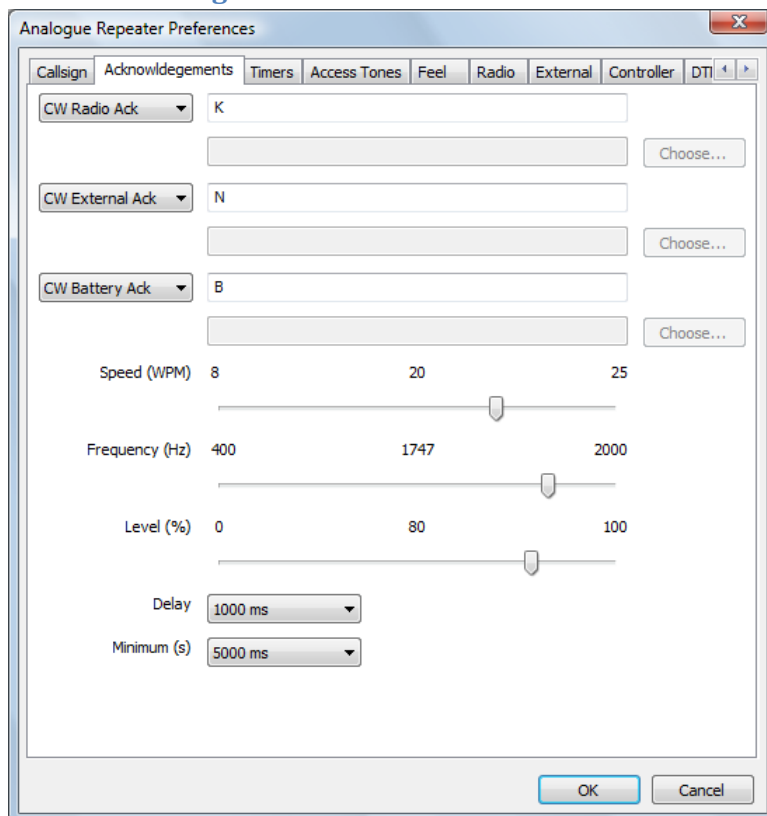 Analogue Repeater Preferences
Callsign Acknowldegements Timers Access Tones Feel Radio External Controller
CW Radio Ack K
Choose...
CW External Ack N
Choose...
CW Battery Ack B
Choose...
Speed (WPM) 8 20 25
Frequency (Hz) 400 1747 2000
Level (%) 0 80 100
Delay 1000 ms
Minimum (s) 5000 ms
OK Cancel